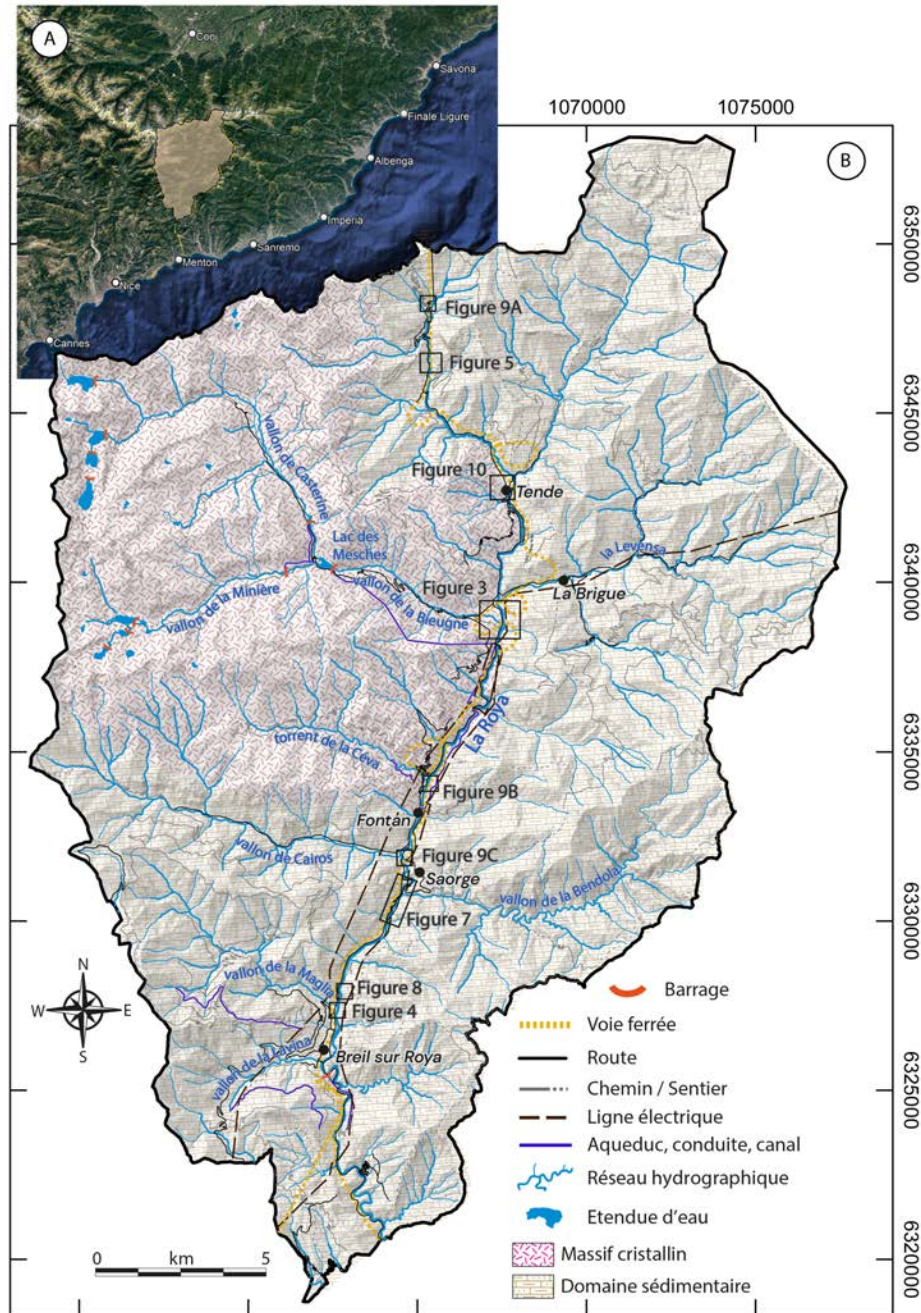 A
Coni
Savona
Finale Ligure
Albenga
Imperia
Sanremo
Menton
Nice
Cannes
1070000
1075000
B
6350000
6345000
6340000
6335000
6330000
6325000
6320000
Figure 9A
Figure 5
vallon de Casterine
Figure 10
Tende
Lac des
Mesches
la Levensa
Figure 3
La Brigue
vallon de la Minière
vallon de la Bieugne
La Roya
torrent de la Céva
Figure 9B
Fontan
vallon de Cairos
Figure 9C
Saorge
vallon de la Bendola
Figure 7
vallon de la Maglia
Figure 8
Figure 4
vallon de la Lavina
Breil sur Roya
N
W
E
S
Barrage
Voie ferrée
Route
Chemin / Sentier
Ligne électrique
Aqueduc, conduite, canal
Réseau hydrographique
Etendue d'eau
Massif cristallin
Domaine sédimentaire
0 km 5